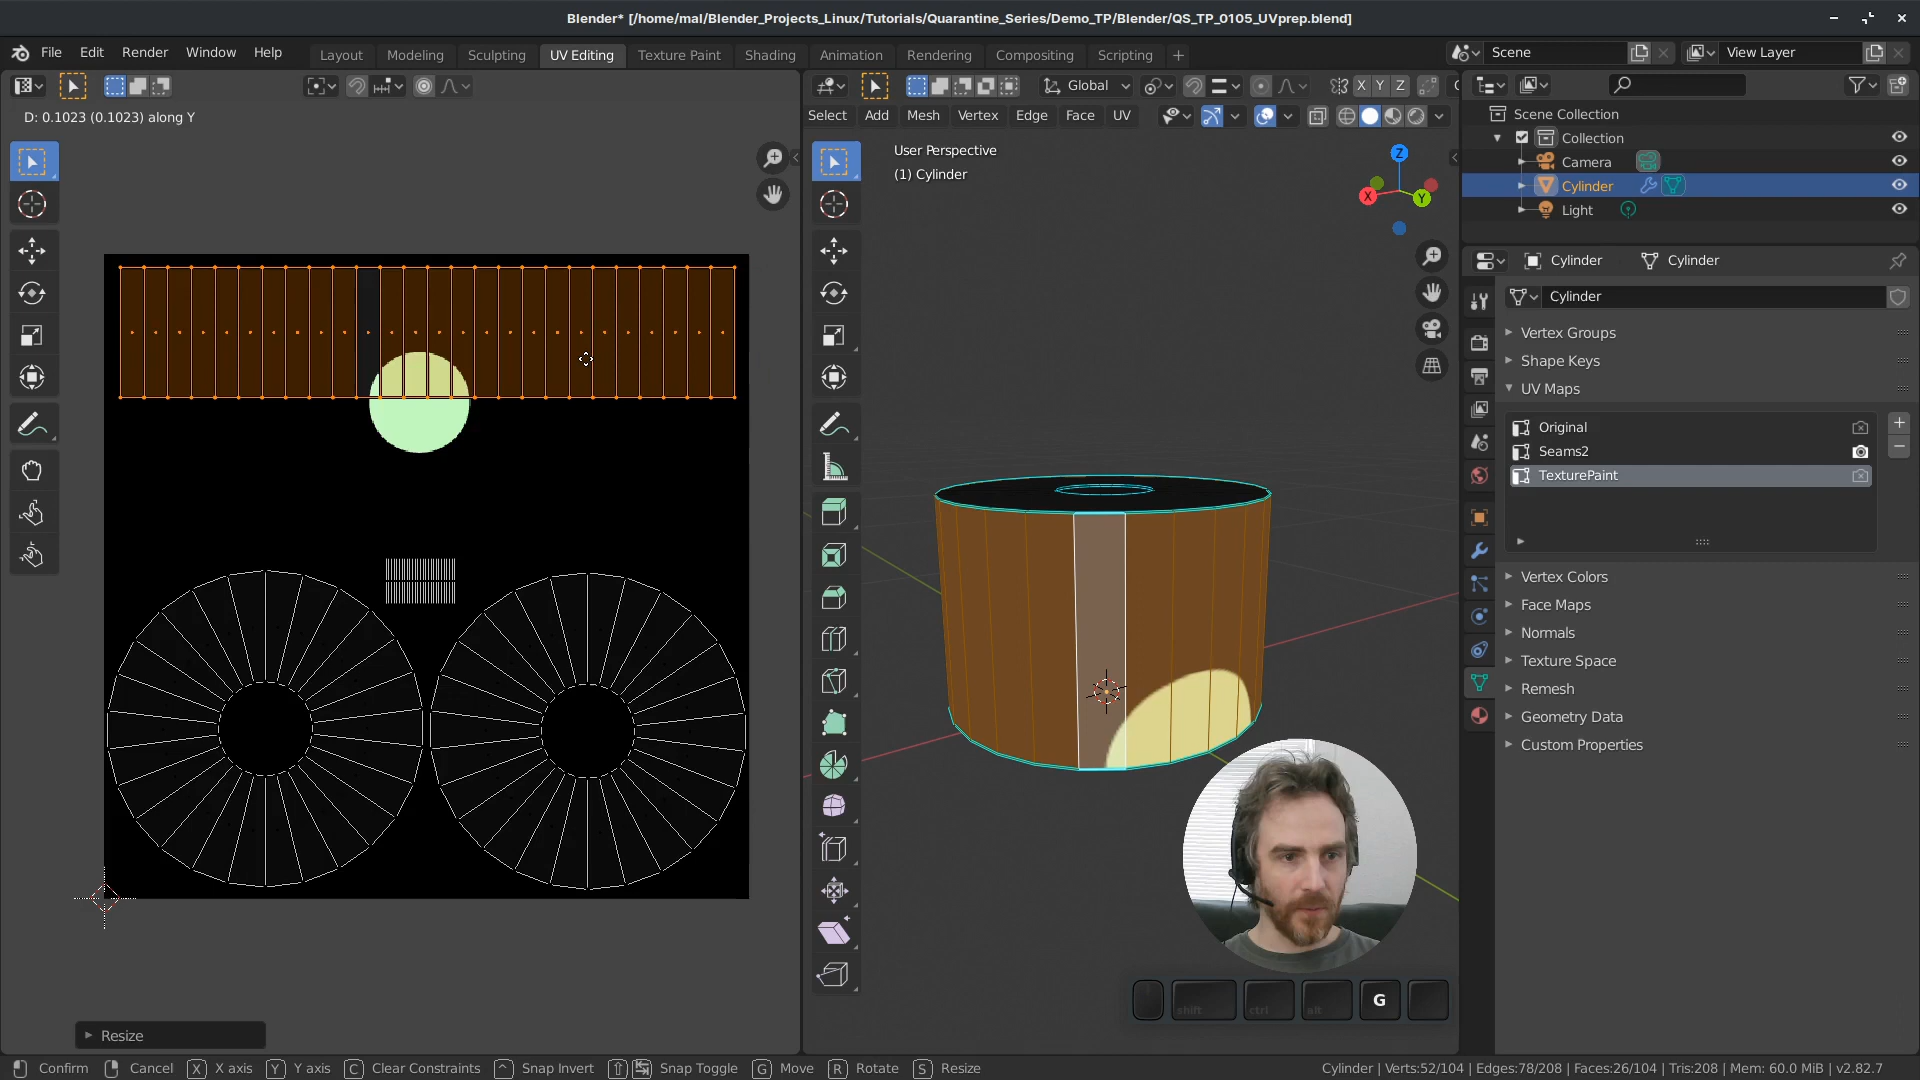 Blender* [/home/mal/Blender_Projects_Linux/Tutorials/Quarantine_Series/Demo_TP/Blender/QS_TP_0105_UVprep.blend]
File Edit Render Window Help
Layout Modeling Sculpting UV Editing Texture Paint Shading Animation Rendering Compositing Scripting +
Scene
View Layer
Global
X Y Z
D: 0.1023 (0.1023) along Y
Select Add Mesh Vertex Edge Face UV
User Perspective
(1) Cylinder
Z
X
Y
Scene Collection
Collection
Camera
Cylinder
Light
Cylinder
Cylinder
Cylinder
Vertex Groups
Shape Keys
UV Maps
Original
Seams2
TexturePaint
Vertex Colors
Face Maps
Normals
Texture Space
Remesh
Geometry Data
Custom Properties
shift ctrl alt G
Resize
Confirm Cancel X X axis Y Y axis C Clear Constraints ^ Snap Invert Snap Toggle G Move R Rotate S Resize
Cylinder | Verts:52/104 | Edges:78/208 | Faces:26/104 | Tris:208 | Mem: 60.0 MiB | v2.82.7